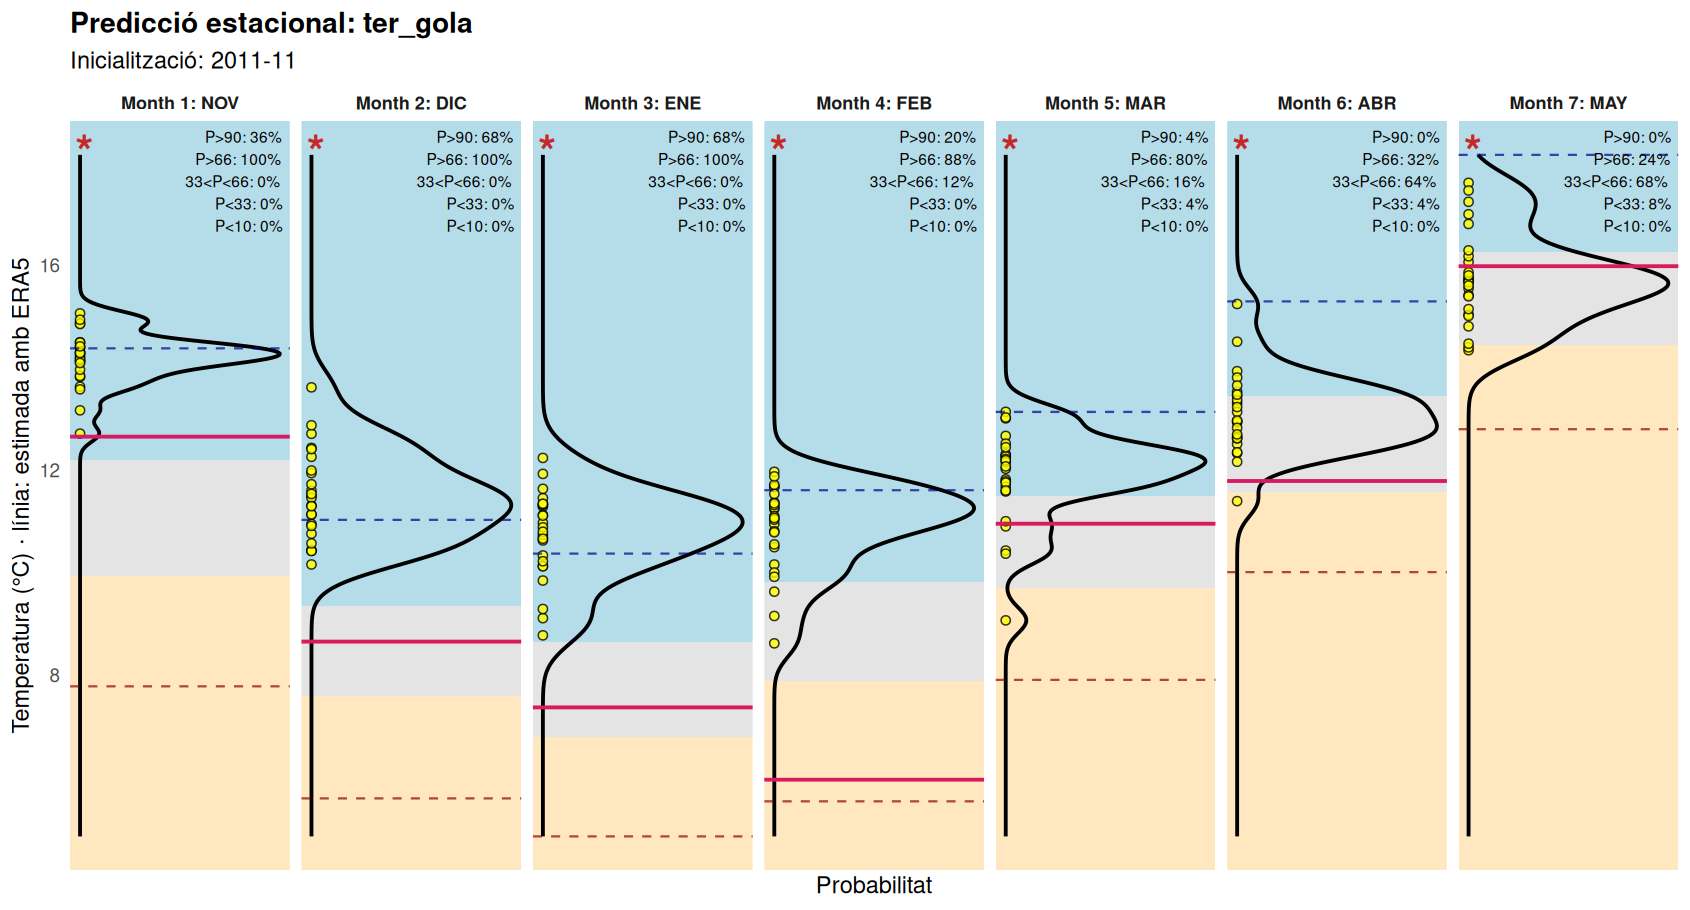 Predicció estacional: ter_gola
Inicialització: 2011-11
Month 1: NOV
Month 2: DIC
Month 3: ENE
Month 4: FEB
Month 5: MAR
Month 6: ABR
Month 7: MAY
*
P>90: 36%
P>66: 100%
33<P<66: 0%
P<33: 0%
P<10: 0%
*
P>90: 68%
P>66: 100%
33<P<66: 0%
P<33: 0%
P<10: 0%
*
P>90: 68%
P>66: 100%
33<P<66: 0%
P<33: 0%
P<10: 0%
*
P>90: 20%
P>66: 88%
33<P<66: 12%
P<33: 0%
P<10: 0%
*
P>90: 4%
P>66: 80%
33<P<66: 16%
P<33: 4%
P<10: 0%
*
P>90: 0%
P>66: 32%
33<P<66: 64%
P<33: 4%
P<10: 0%
*
P>90: 0%
P>66: 24%
33<P<66: 68%
P<33: 8%
P<10: 0%
16
12
8
Temperatura (°C) · línia: estimada amb ERA5
Probabilitat